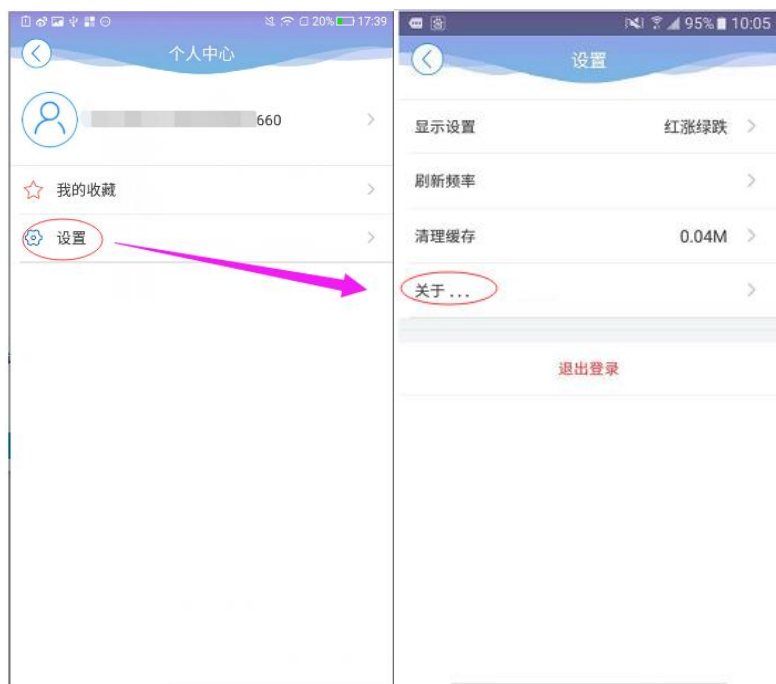 20% 17:39
个人中心
660
我的收藏
设置
95% 10:05
设置
显示设置 红涨绿跌
刷新频率
清理缓存 0.04M
关于 ...
退出登录